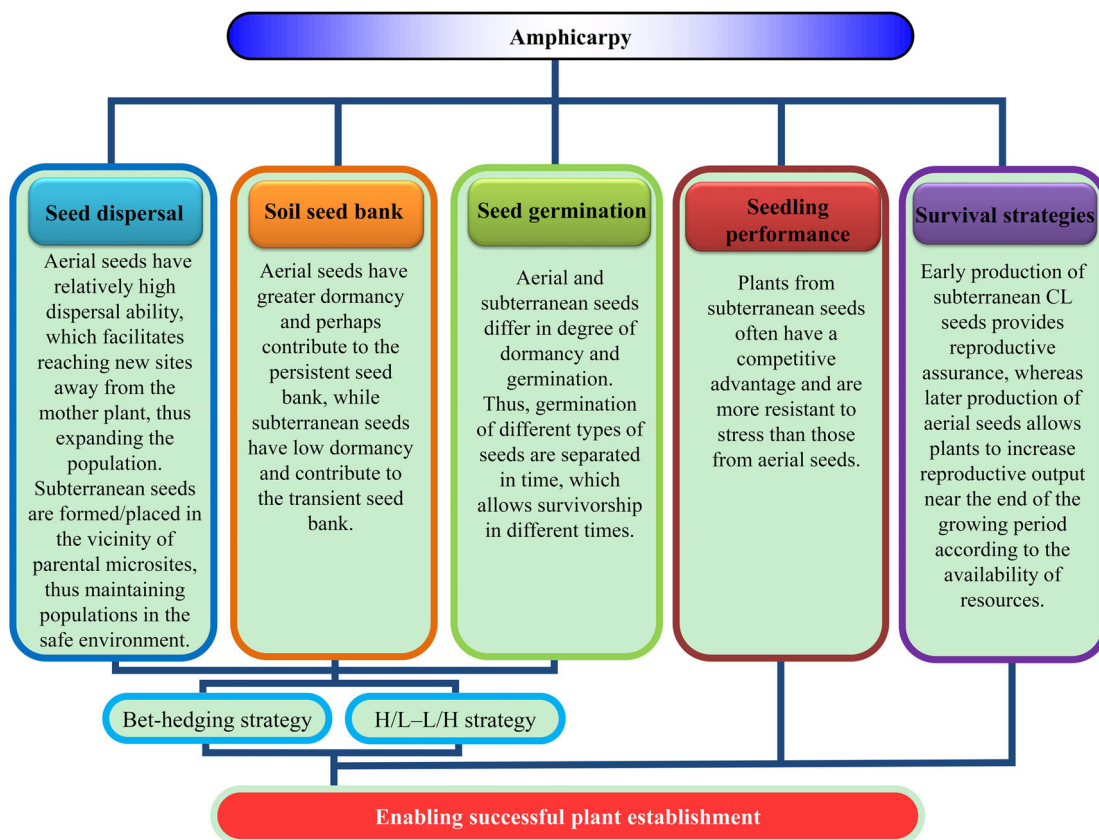 Amphicarpy
Seed dispersal
Aerial seeds have
relatively high
dispersal ability,
which facilitates
reaching new sites
away from the
mother plant, thus
expanding the
population.
Subterranean seeds
are formed/placed in
the vicinity of
parental microsites,
thus maintaining
populations in the
safe environment.
Soil seed bank
Aerial seeds have
greater dormancy
and perhaps
contribute to the
persistent seed
bank, while
subterranean seeds
have low dormancy
and contribute to
the transient seed
bank.
Seed germination
Aerial and
subterranean seeds
differ in degree of
dormancy and
germination.
Thus, germination
of different types of
seeds are separated
in time, which
allows survivorship
in different times.
Seedling
performance
Plants from
subterranean seeds
often have a
competitive
advantage and are
more resistant to
stress than those
from aerial seeds.
Survival strategies
Early production of
subterranean CL
seeds provides
reproductive
assurance, whereas
later production of
aerial seeds allows
plants to increase
reproductive output
near the end of the
growing period
according to the
availability of
resources.
Bet-hedging strategy
H/L–L/H strategy
Enabling successful plant establishment